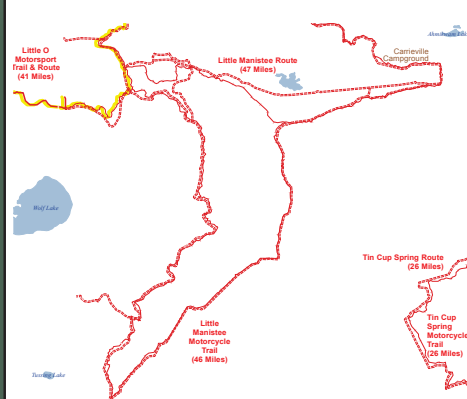 Little O
Motorsport
Trail & Route
(41 Miles)
Little Manistee Route
(47 Miles)
Carrieville
Campground
Wolf Lake
Tin Cup Spring Route
(26 Miles)
Little
Manistee
Motorcycle
Trail
(46 Miles)
Tin Cup
Spring
Motorcycle
Trail
(26 Miles)
Lake